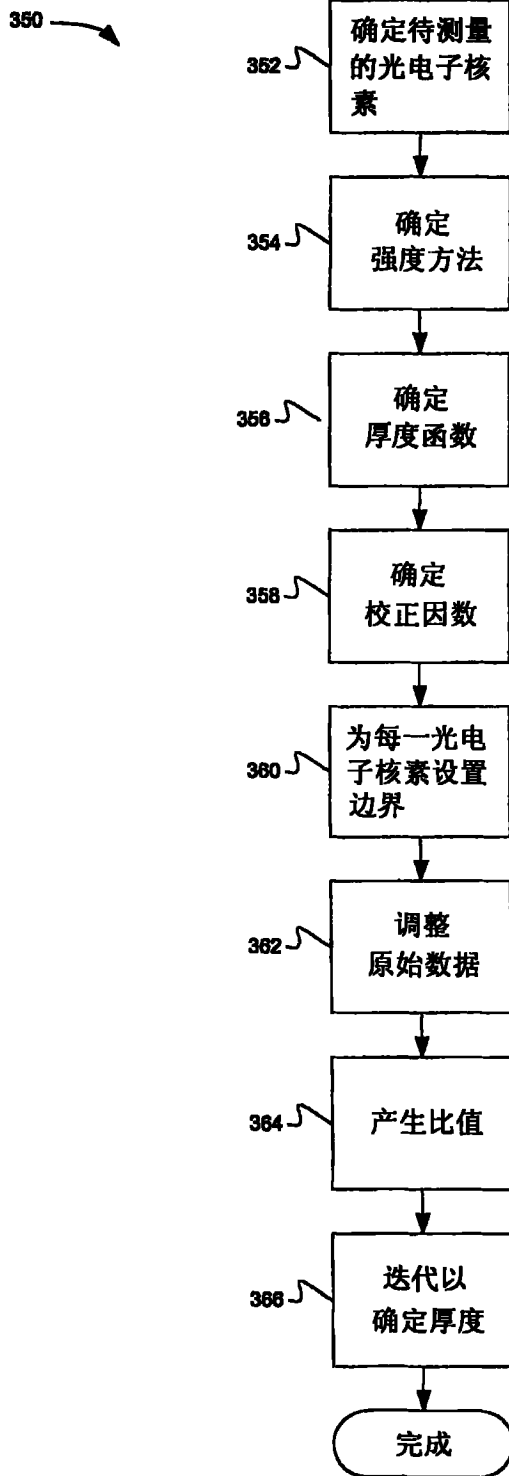 350
352
确定待测量
的光电子核
素
354
确定
强度方法
356
确定
厚度函数
358
确定
校正因数
360
为每一光电
子核素设置
边界
362
调整
原始数据
364
产生比值
366
迭代以
确定厚度
完成